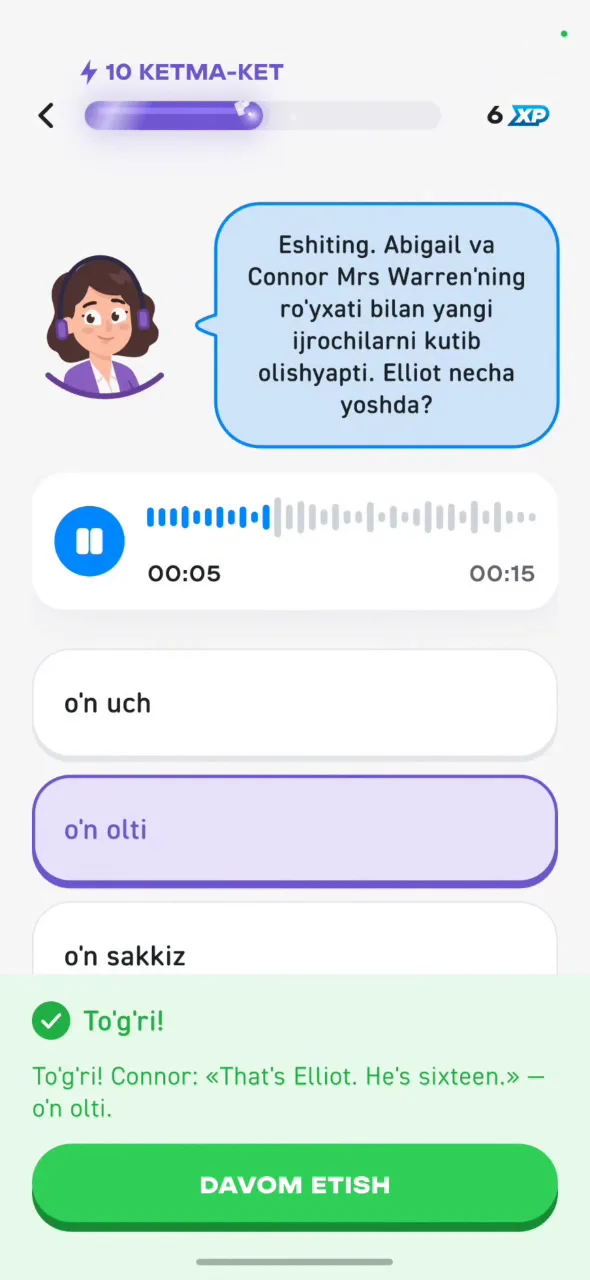 10 KETMA-KET
6 XP
Eshiting. Abigail va
Connor Mrs Warren'ning
ro'yxati bilan yangi
ijrochilarni kutib
olishyapti. Elliot necha
yoshda?
00:05
00:15
o'n uch
o'n olti
o'n sakkiz
To'g'ri!
To'g'ri! Connor: «That's Elliot. He's sixteen.» —
o'n olti.
DAVOM ETISH